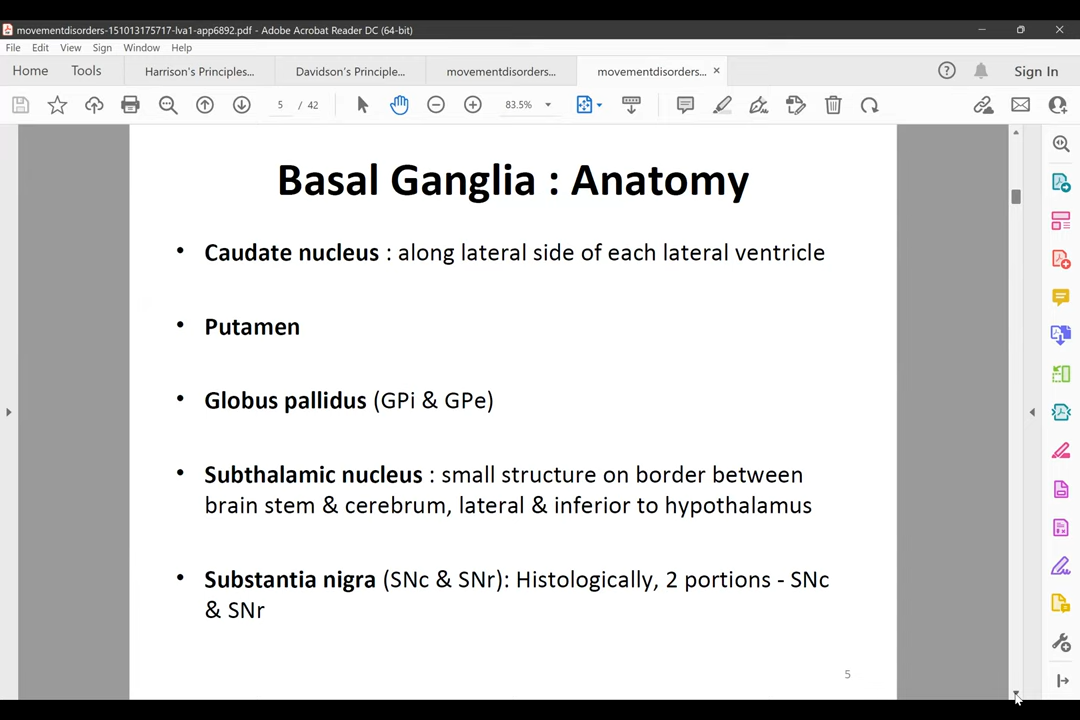 movementdisorders-151013175717-lva1-app6892.pdf - Adobe Acrobat Reader DC (64-bit)
File Edit View Sign Window Help
Home Tools Harrison's Principles... Davidson's Principle... movementdisorders... movementdisorders... × Sign In
5 / 42 83.5%
Basal Ganglia : Anatomy
• Caudate nucleus : along lateral side of each lateral ventricle
• Putamen
• Globus pallidus (GPi & GPe)
• Subthalamic nucleus : small structure on border between
brain stem & cerebrum, lateral & inferior to hypothalamus
• Substantia nigra (SNc & SNr): Histologically, 2 portions - SNc
& SNr
5